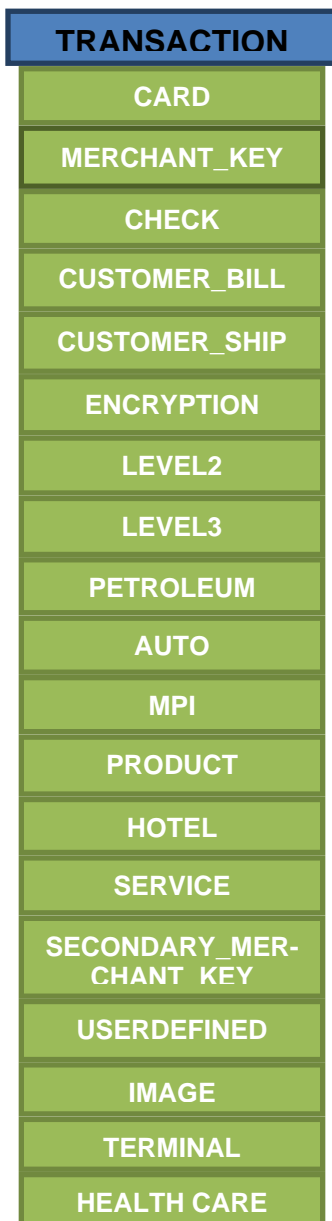 TRANSACTION
CARD
MERCHANT_KEY
CHECK
CUSTOMER_BILL
CUSTOMER_SHIP
ENCRYPTION
LEVEL2
LEVEL3
PETROLEUM
AUTO
MPI
PRODUCT
HOTEL
SERVICE
SECONDARY_MER-
CHANT_KEY
USERDEFINED
IMAGE
TERMINAL
HEALTH CARE